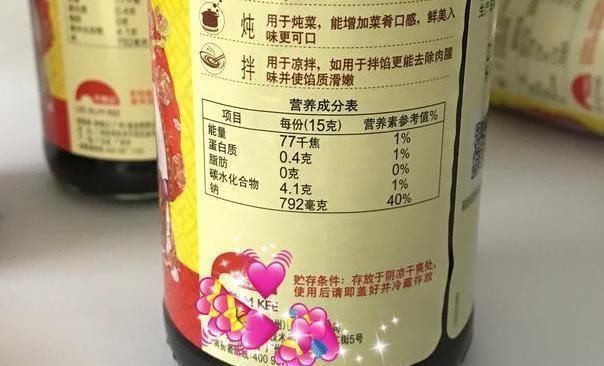 炖 用于炖菜，能增加菜肴口感，鲜美入
味更可口
拌 用于凉拌，如用于拌馅更能去除肉腥
味并使馅质滑嫩
营养成分表
项目 每份(15克) 营养素参考值%
能量 77千焦 1%
蛋白质 0.4克 1%
脂肪 0克 0%
碳水化合物 4.1克 1%
钠 792毫克 40%
贮存条件：存放于阴凉干爽处，
使用后请即盖好并冷藏存放
M KEE
街5号
400